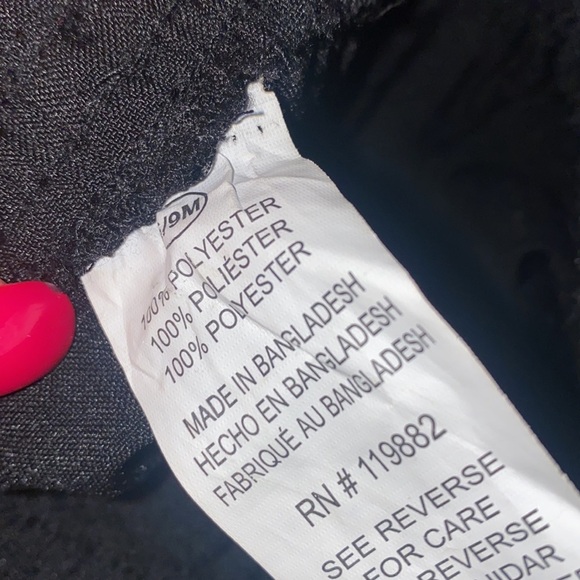 /9M
100% POLYESTER
100% POLIÉSTER
100% POLYESTER
MADE IN BANGLADESH
HECHO EN BANGLADESH
FABRIQUÉ AU BANGLADESH
RN # 119882
SEE REVERSE
FOR CARE
REVERSE